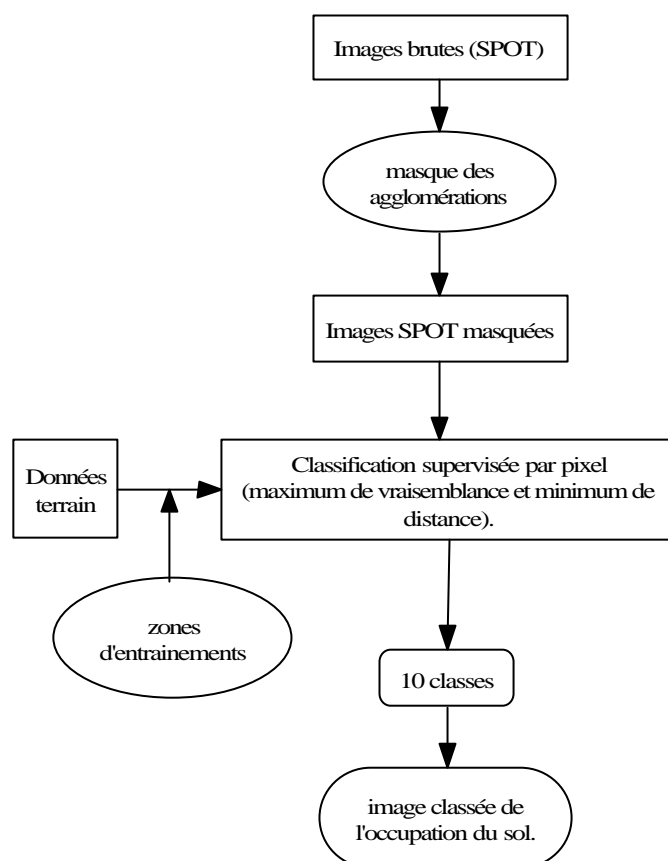 Images brutes (SPOT)
masque des
agglomérations
Images SPOT masquées
Données
terrain
Classification supervisée par pixel
(maximum de vraisemblance et minimum de
distance).
zones
d'entrainements
10 classes
image classée de
l'occupation du sol.